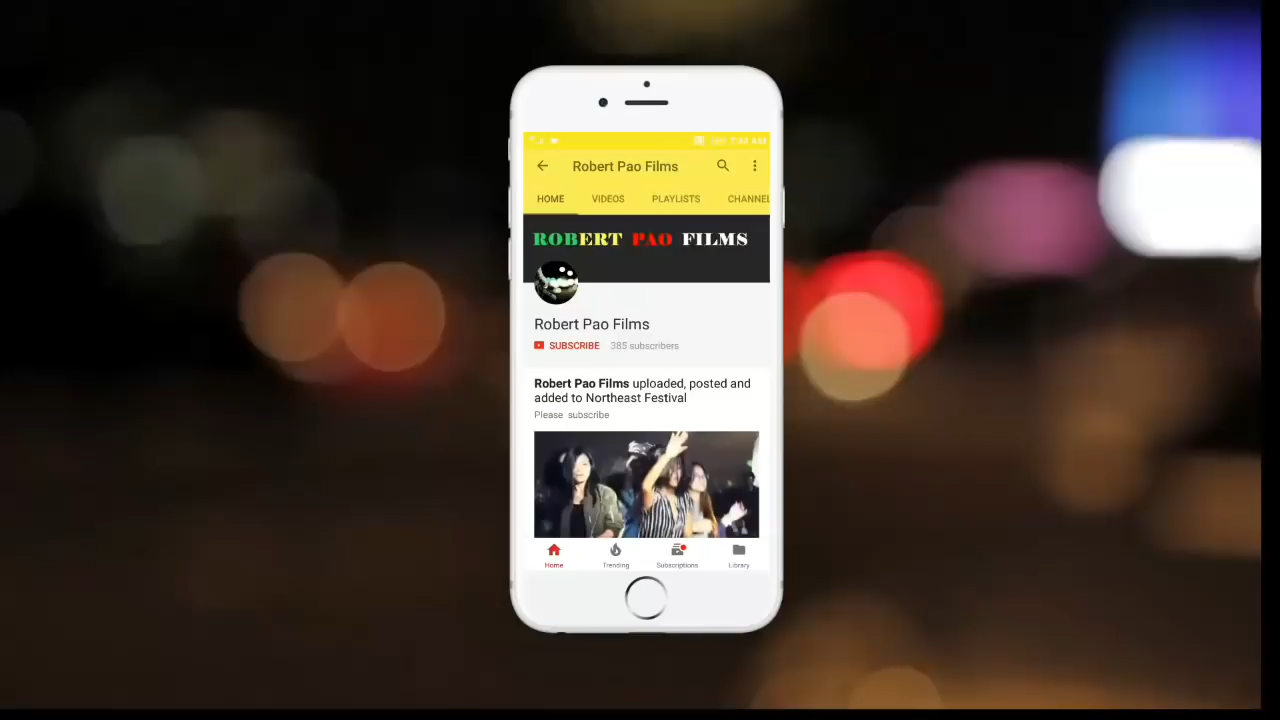 Robert Pao Films
HOME VIDEOS PLAYLISTS CHANNEL
ROBERT PAO FILMS
Robert Pao Films
SUBSCRIBE 385 subscribers
Robert Pao Films uploaded, posted and
added to Northeast Festival
Please subscribe
Home Trending Subscriptions Library